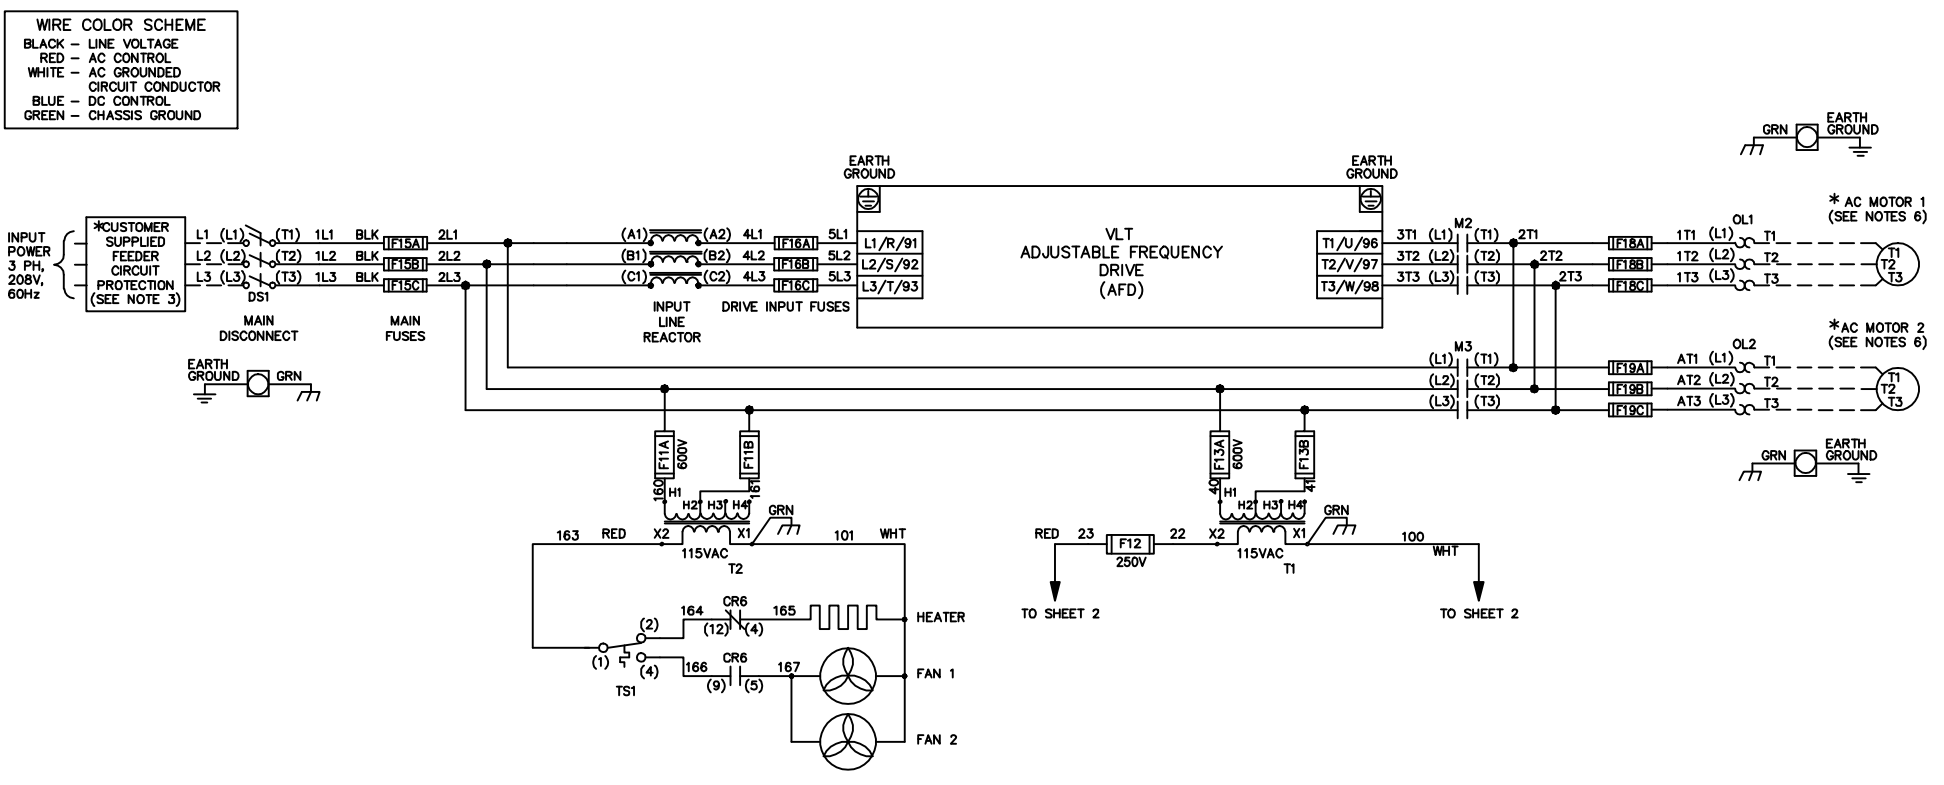 WIRE COLOR SCHEME
BLACK – LINE VOLTAGE
RED – AC CONTROL
WHITE – AC GROUNDED
CIRCUIT CONDUCTOR
BLUE – DC CONTROL
GREEN – CHASSIS GROUND
GRN
EARTH
GROUND
EARTH
GROUND
EARTH
GROUND
INPUT
POWER
3 PH,
208V,
60Hz
*CUSTOMER
SUPPLIED
FEEDER
CIRCUIT
PROTECTION
(SEE NOTE 3)
L1 (L1) (T1) 1L1 BLK F15A 2L1 (A1) (A2) 4L1 F16A 5L1 L1/R/91
L2 (L2) (T2) 1L2 BLK F15B 2L2 (B1) (B2) 4L2 F16B 5L2 L2/S/92
L3 (L3) (T3) 1L3 BLK F15C 2L3 (C1) (C2) 4L3 F16C 5L3 L3/T/93
DS1
MAIN
DISCONNECT
MAIN
FUSES
INPUT
LINE
REACTOR
DRIVE INPUT FUSES
VLT
ADJUSTABLE FREQUENCY
DRIVE
(AFD)
M2
OL1
* AC MOTOR 1
(SEE NOTES 6)
T1/U/96 3T1 (L1) (T1) 2T1 F18A 1T1 (L1) T1 T1
T2/V/97 3T2 (L2) (T2) 2T2 F18B 1T2 (L2) T2 T2
T3/W/98 3T3 (L3) (T3) 2T3 F18C 1T3 (L3) T3 T3
EARTH
GROUND GRN
M3
OL2
*AC MOTOR 2
(SEE NOTES 6)
(L1) (T1) F19A AT1 (L1) T1 T1
(L2) (T2) F19B AT2 (L2) T2 T2
(L3) (T3) F19C AT3 (L3) T3 T3
GRN
EARTH
GROUND
F11A 600V F11B
160 161
H1 H2 H3 H4
GRN
163 RED X2 X1 101 WHT
115VAC
T2
F13A 600V F13B
40 41
H1 H2 H3 H4
GRN
RED 23 F12 22 X2 X1 100
WHT
250V
115VAC
T1
TO SHEET 2
TO SHEET 2
164 CR6 165
(2) (12) (4)
HEATER
(1)
(4)
TS1
166 CR6 167
(9) (5)
FAN 1
FAN 2